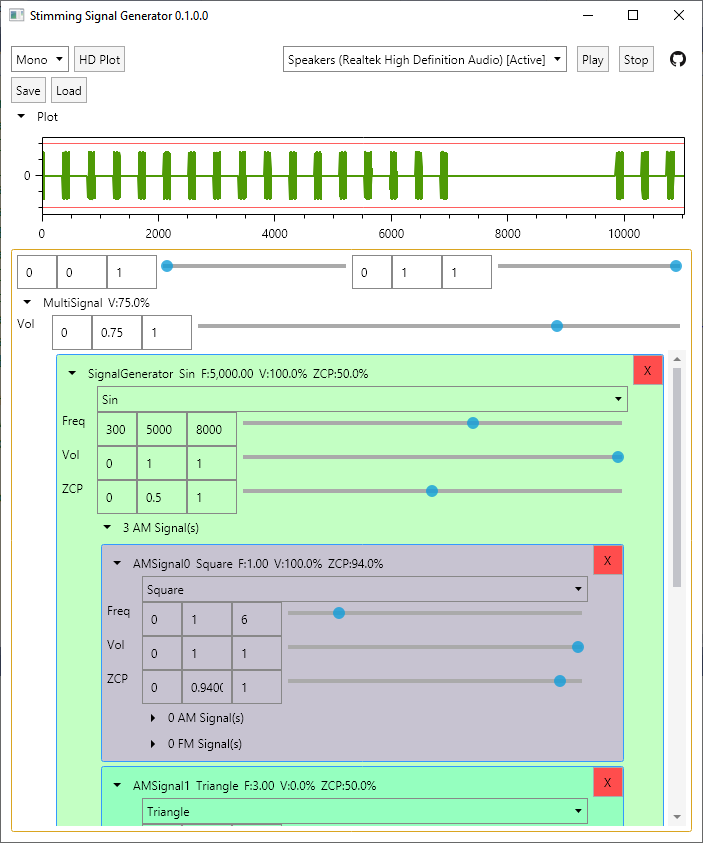 Stimming Signal Generator 0.1.0.0
Mono HD Plot Speakers (Realtek High Definition Audio) [Active] Play Stop
Save Load
Plot
0
0 2000 4000 6000 8000 10000
0 0 1 0 1 1
MultiSignal V:75.0%
Vol 0 0.75 1
SignalGenerator Sin F:5,000.00 V:100.0% ZCP:50.0% X
Sin
Freq 300 5000 8000
Vol 0 1 1
ZCP 0 0.5 1
3 AM Signal(s)
AMSignal0 Square F:1.00 V:100.0% ZCP:94.0% X
Square
Freq 0 1 6
Vol 0 1 1
ZCP 0 0.940 1
0 AM Signal(s)
0 FM Signal(s)
AMSignal1 Triangle F:3.00 V:0.0% ZCP:50.0% X
Triangle